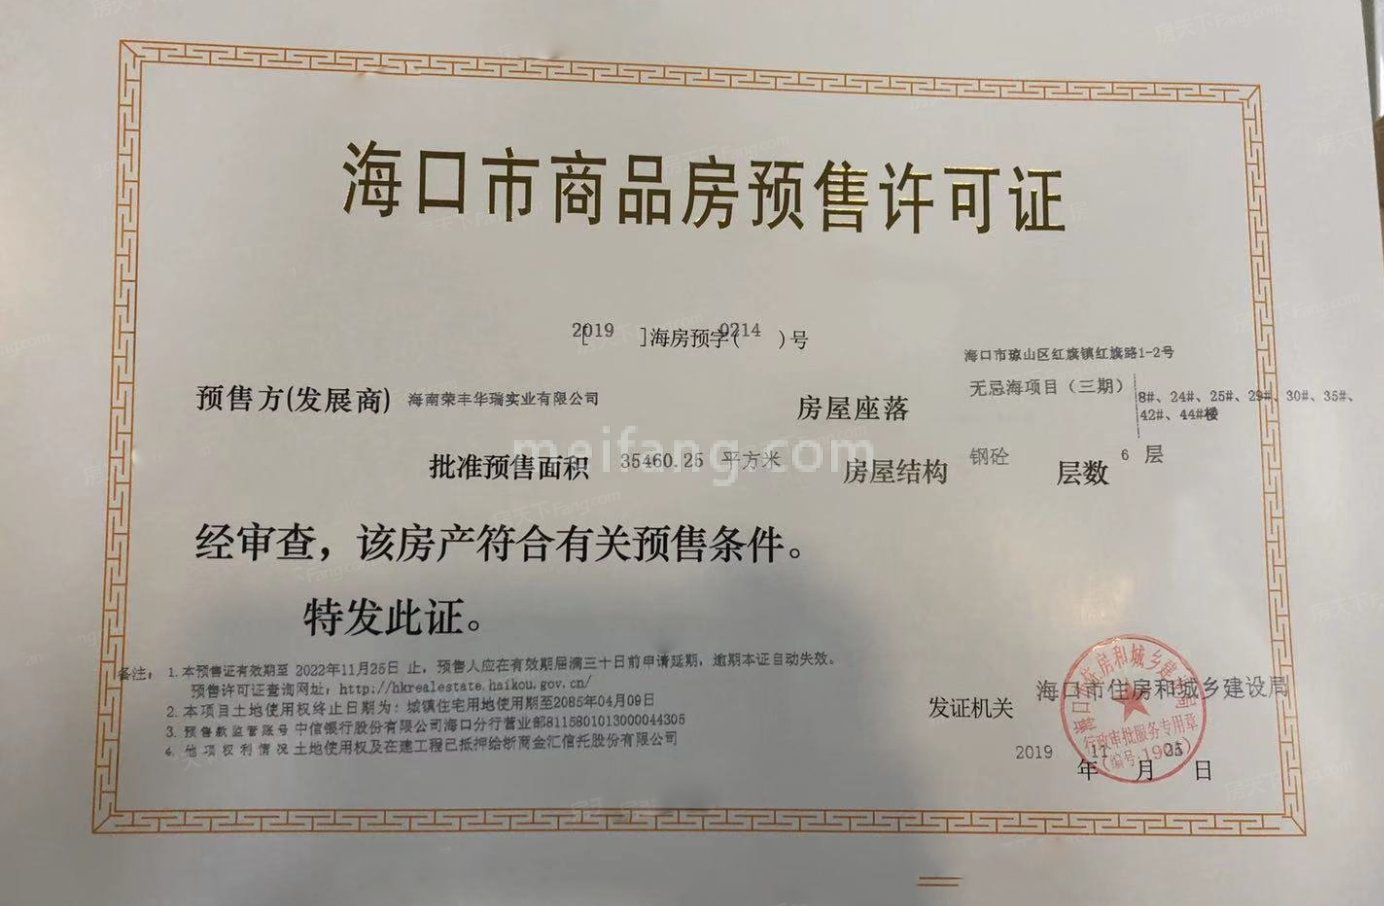 海口市商品房预售许可证
[2019]海房预字(0214)号
预售方(发展商) 海南荣丰华瑞实业有限公司
房屋座落 海口市琼山区红旗镇红旗路1-2号
无忌海项目（三期） 8#、24#、25#、29#、30#、35#、
42#、44#楼
批准预售面积 35460.25 平方米 房屋结构 钢砼 层数 6 层
经审查，该房产符合有关预售条件。
特发此证。
备注： 1. 本预售证有效期至 2022年11月25日 止，预售人应在有效期届满三十日前申请延期，逾期本证自动失效。
预售许可证查询网址：http://hkrealestate.haikou.gov.cn/
2. 本项目土地使用权终止日期为：城镇住宅用地使用期至2085年04月09日
3. 预售款监管账号 中信银行股份有限公司海口分行营业部8115801013000044305
4. 他项权利情况 土地使用权及在建工程已抵押给浙商金汇信托股份有限公司
发证机关 海口市住房和城乡建设局
行政审批服务专用章
2019 年 11 月 日
meifang.com